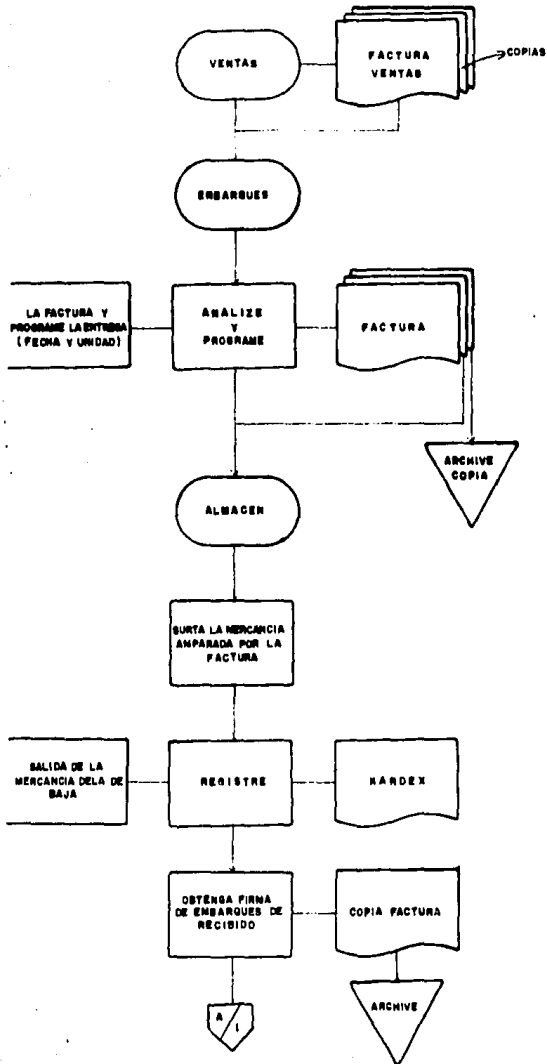 VENTAS
FACTURA
VENTAS
COPIAS
EMBARQUES
LA FACTURA Y
PROGRAME LA ENTREGA
(FECHA Y UNIDAD)
ANALIZE
Y
PROGRAME
FACTURA
ARCHIVE
COPIA
ALMACEN
SURTA LA MERCANCIA
AMPARADA POR LA
FACTURA
SALIDA DE LA
MERCANCIA DELA DE
BAJA
REGISTRE
KARDEX
OBTENGA FIRMA
DE EMBARQUES DE
RECIBIDO
COPIA FACTURA
ARCHIVE
A
1